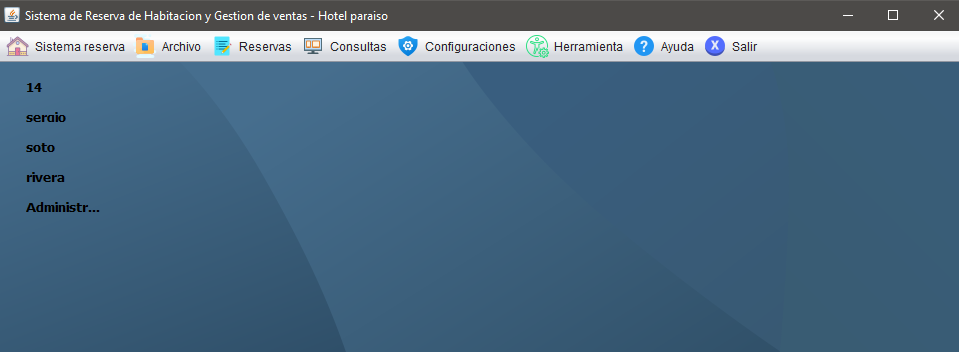 Sistema de Reserva de Habitacion y Gestion de ventas - Hotel paraiso
Sistema reserva Archivo Reservas Consultas Configuraciones Herramienta ? Ayuda X Salir
14
sergio
soto
rivera
Administr...